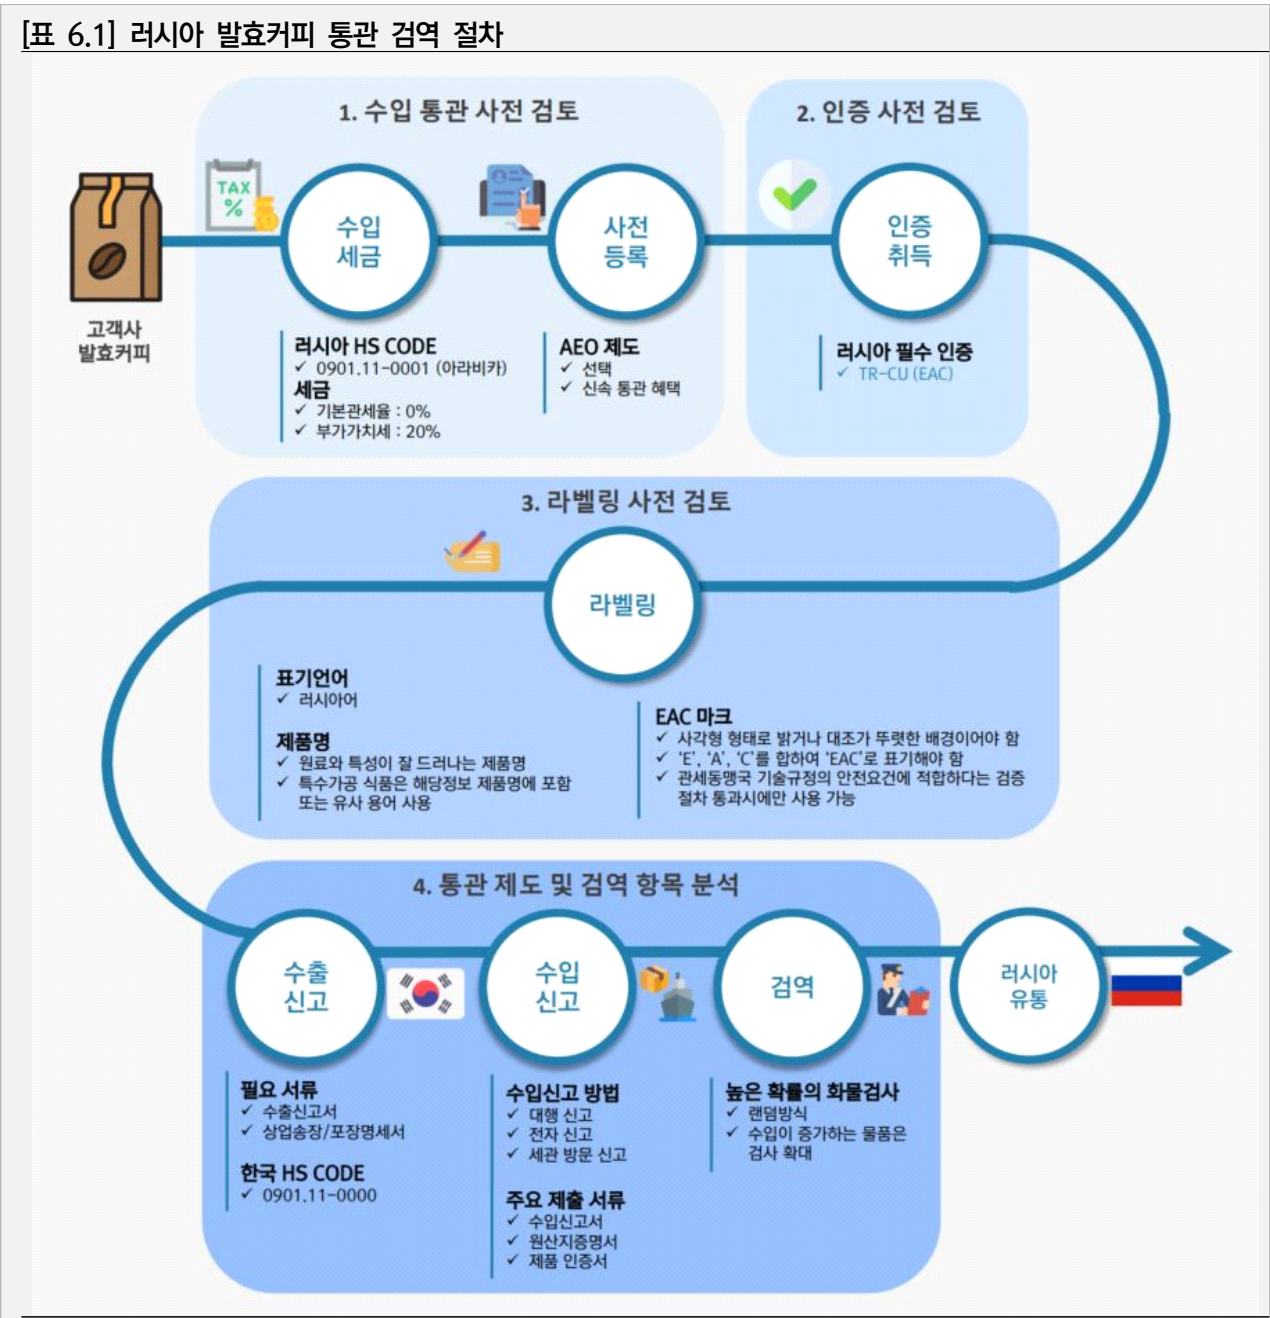 [표 6.1] 러시아 발효커피 통관 검역 절차
1. 수입 통관 사전 검토
2. 인증 사전 검토
TAX
%
수입
세금
사전
등록
인증
취득
고객사
발효커피
러시아 HS CODE
✓ 0901.11-0001 (아라비카)
세금
✓ 기본관세율 : 0%
✓ 부가가치세 : 20%
AEO 제도
✓ 선택
✓ 신속 통관 혜택
러시아 필수 인증
✓ TR-CU (EAC)
3. 라벨링 사전 검토
라벨링
표기언어
✓ 러시아어
제품명
✓ 원료와 특성이 잘 드러나는 제품명
✓ 특수가공 식품은 해당정보 제품명에 포함
또는 유사 용어 사용
EAC 마크
✓ 사각형 형태로 밝거나 대조가 뚜렷한 배경이어야 함
✓ ‘E’, ‘A’, ‘C’를 합하여 ‘EAC’로 표기해야 함
✓ 관세동맹국 기술규정의 안전요건에 적합하다는 검증
절차 통과시에만 사용 가능
4. 통관 제도 및 검역 항목 분석
수출
신고
수입
신고
검역
러시아
유통
필요 서류
✓ 수출신고서
✓ 상업송장/포장명세서
한국 HS CODE
✓ 0901.11-0000
수입신고 방법
✓ 대행 신고
✓ 전자 신고
✓ 세관 방문 신고
주요 제출 서류
✓ 수입신고서
✓ 원산지증명서
✓ 제품 인증서
높은 확률의 화물검사
✓ 랜덤방식
✓ 수입이 증가하는 물품은
검사 확대